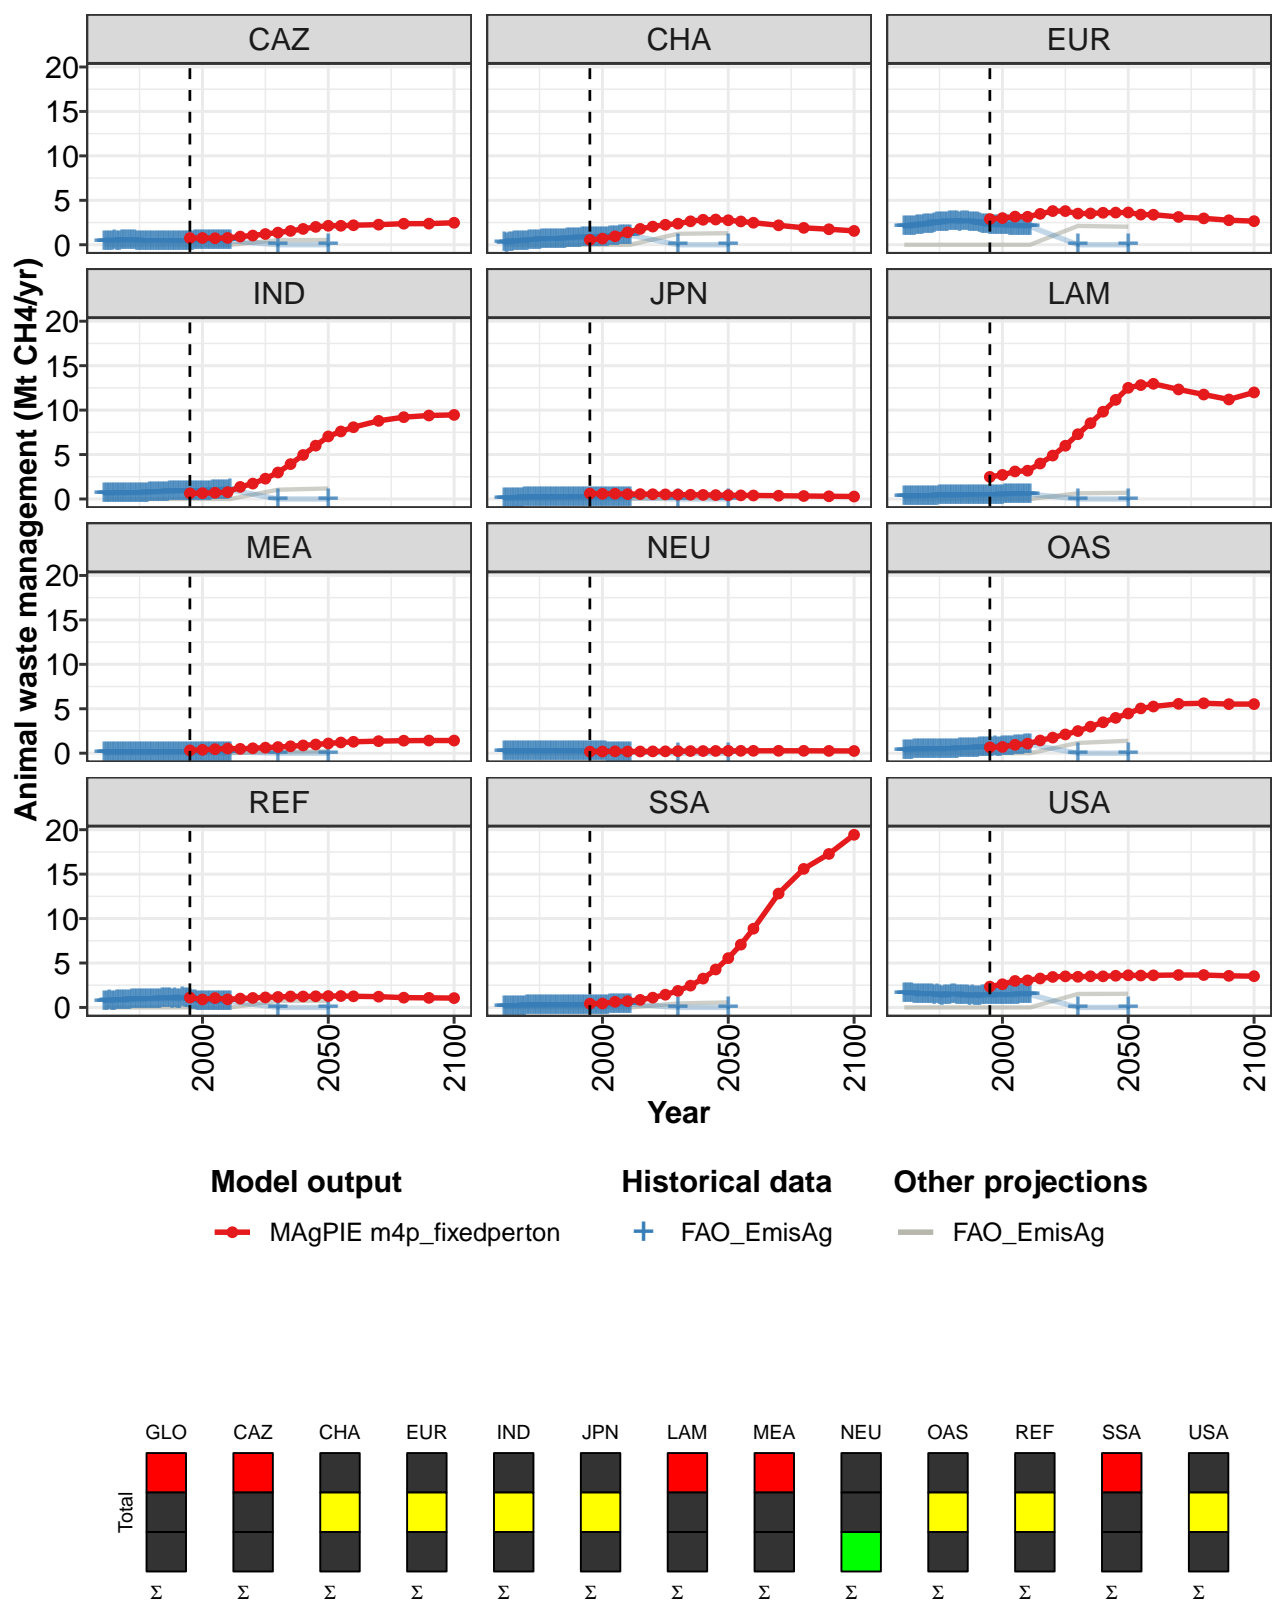 CAZ CHA EUR
20
15
10
5
0
IND JPN LAM
20
15
10
5
0
MEA NEU OAS
20
15
10
5
0
REF SSA USA
20
15
10
5
0
Animal waste management (Mt CH4/yr)
2000 2050 2100 2000 2050 2100 2000 2050 2100
Year
Model output Historical data Other projections
MAgPIE m4p_fixedperton FAO_EmisAg FAO_EmisAg
GLO CAZ CHA EUR IND JPN LAM MEA NEU OAS REF SSA USA
Total
Σ Σ Σ Σ Σ Σ Σ Σ Σ Σ Σ Σ Σ